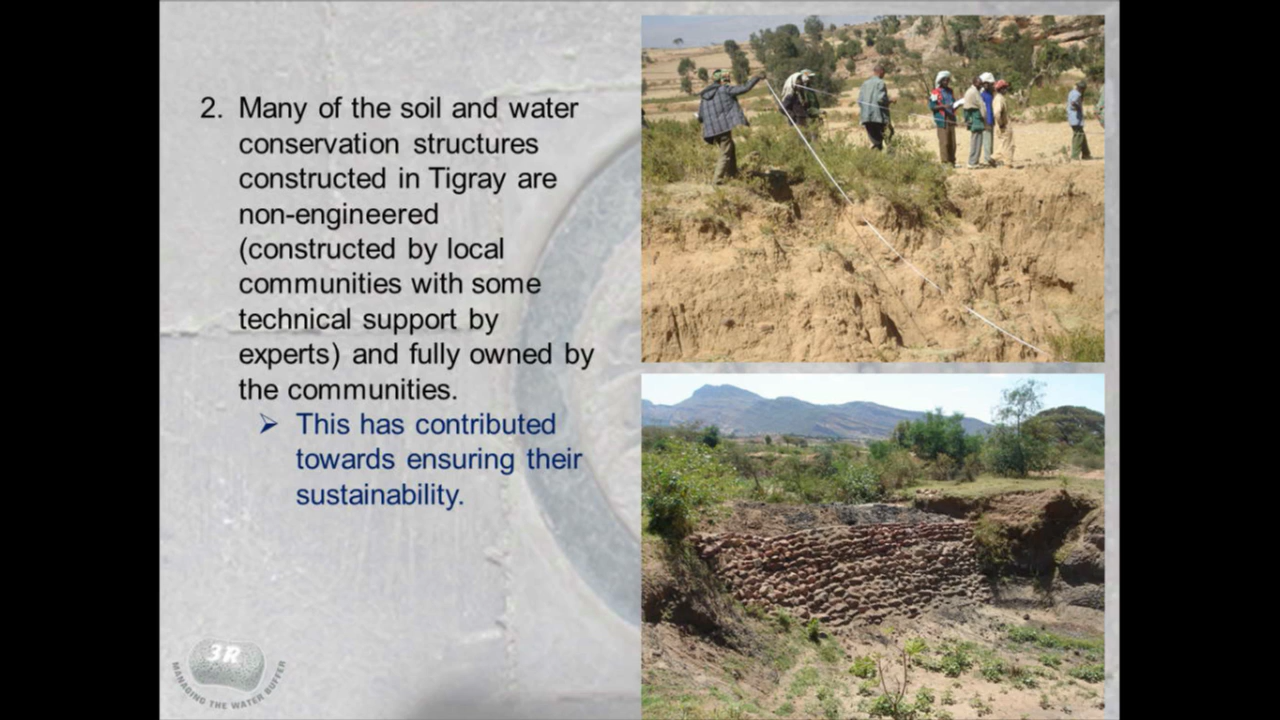 2. Many of the soil and water
conservation structures
constructed in Tigray are
non-engineered
(constructed by local
communities with some
technical support by
experts) and fully owned by
the communities.
➢ This has contributed
towards ensuring their
sustainability.
3R
MANAGING THE WATER BUFFER